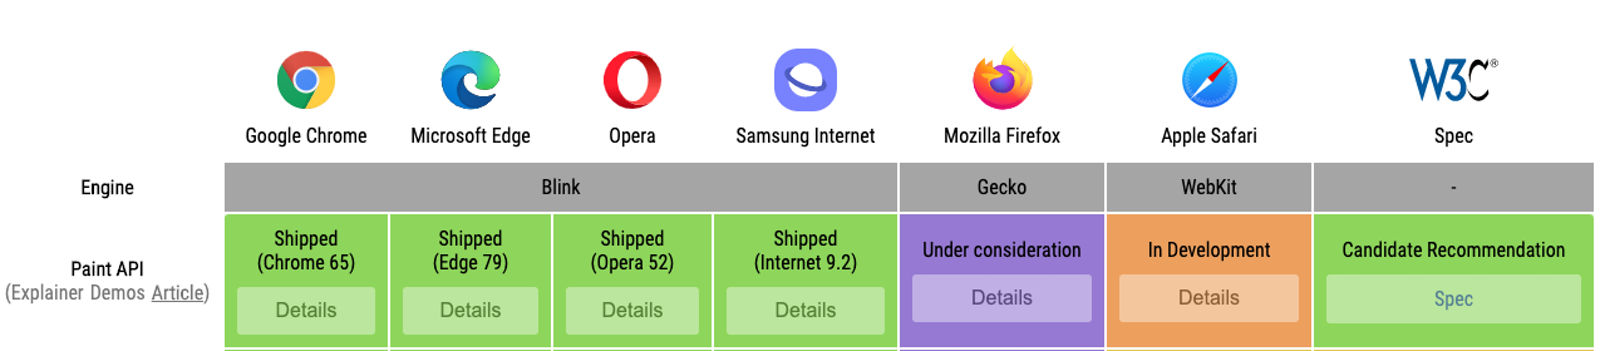 W3C®
Google Chrome
Microsoft Edge
Opera
Samsung Internet
Mozilla Firefox
Apple Safari
Spec
Engine
Blink
Gecko
WebKit
-
Paint API
(Explainer Demos Article)
Shipped
(Chrome 65)
Details
Shipped
(Edge 79)
Details
Shipped
(Opera 52)
Details
Shipped
(Internet 9.2)
Details
Under consideration
Details
In Development
Details
Candidate Recommendation
Spec